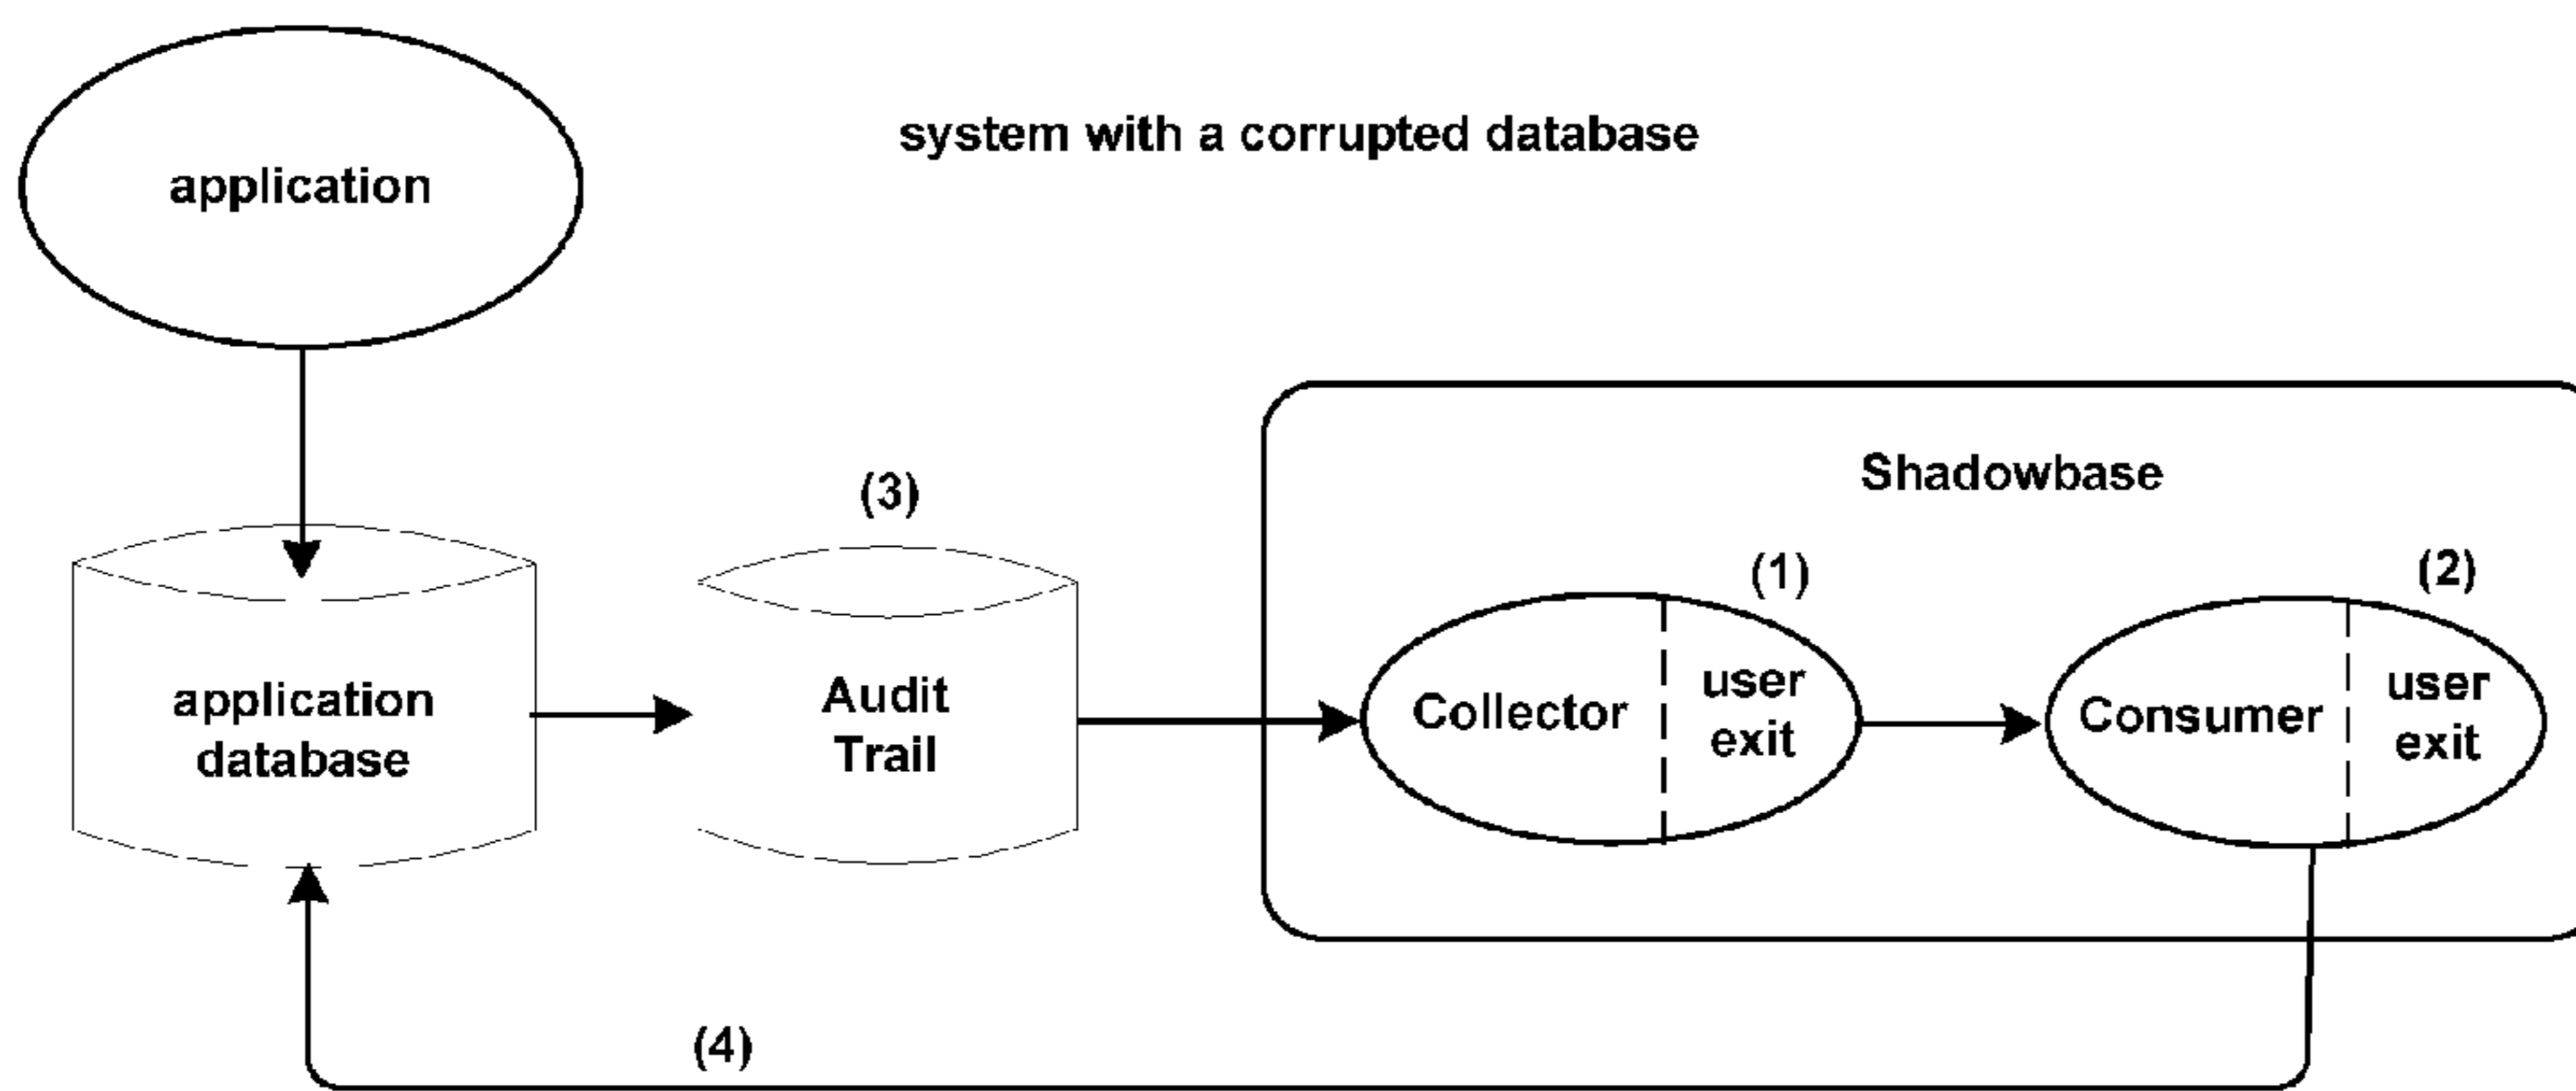 system with a corrupted database
application
Shadowbase
(3)
(1)
(2)
application
database
Audit
Trail
Collector
user
exit
Consumer
user
exit
(4)